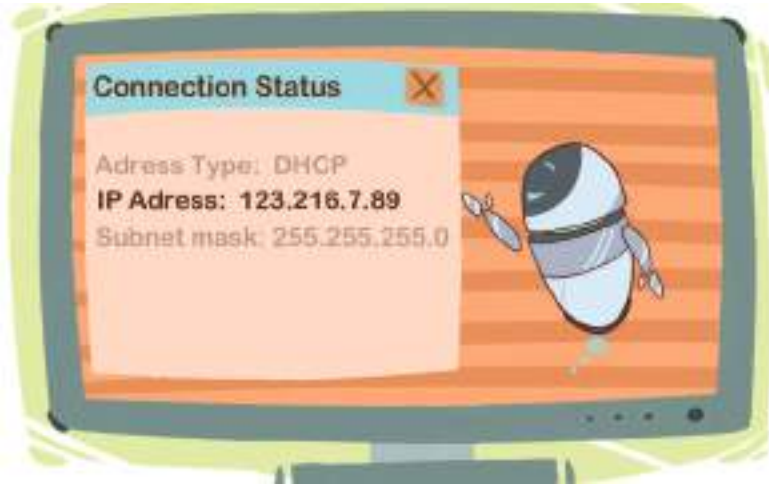 Connection Status
Adress Type: DHCP
IP Adress: 123.216.7.89
Subnet mask: 255.255.255.0